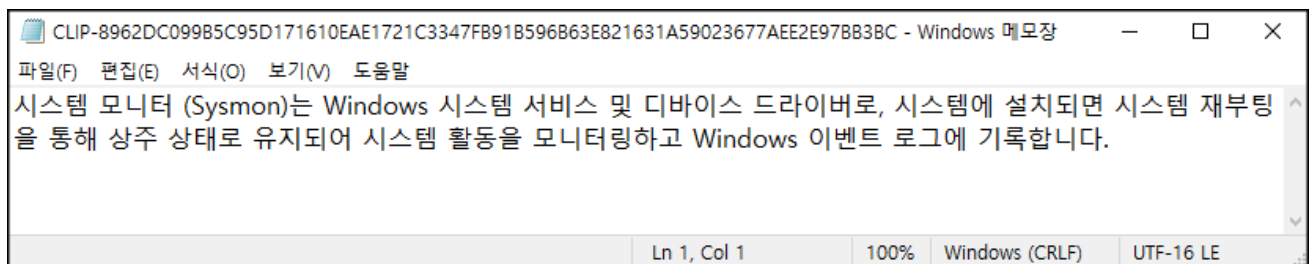 CLIP-8962DC099B5C95D171610EAE1721C3347FB91B596B63E821631A59023677AEE2E97BB3BC - Windows 메모장
파일(F) 편집(E) 서식(O) 보기(V) 도움말
시스템 모니터 (Sysmon)는 Windows 시스템 서비스 및 디바이스 드라이버로, 시스템에 설치되면 시스템 재부팅
을 통해 상주 상태로 유지되어 시스템 활동을 모니터링하고 Windows 이벤트 로그에 기록합니다.
Ln 1, Col 1 100% Windows (CRLF) UTF-16 LE